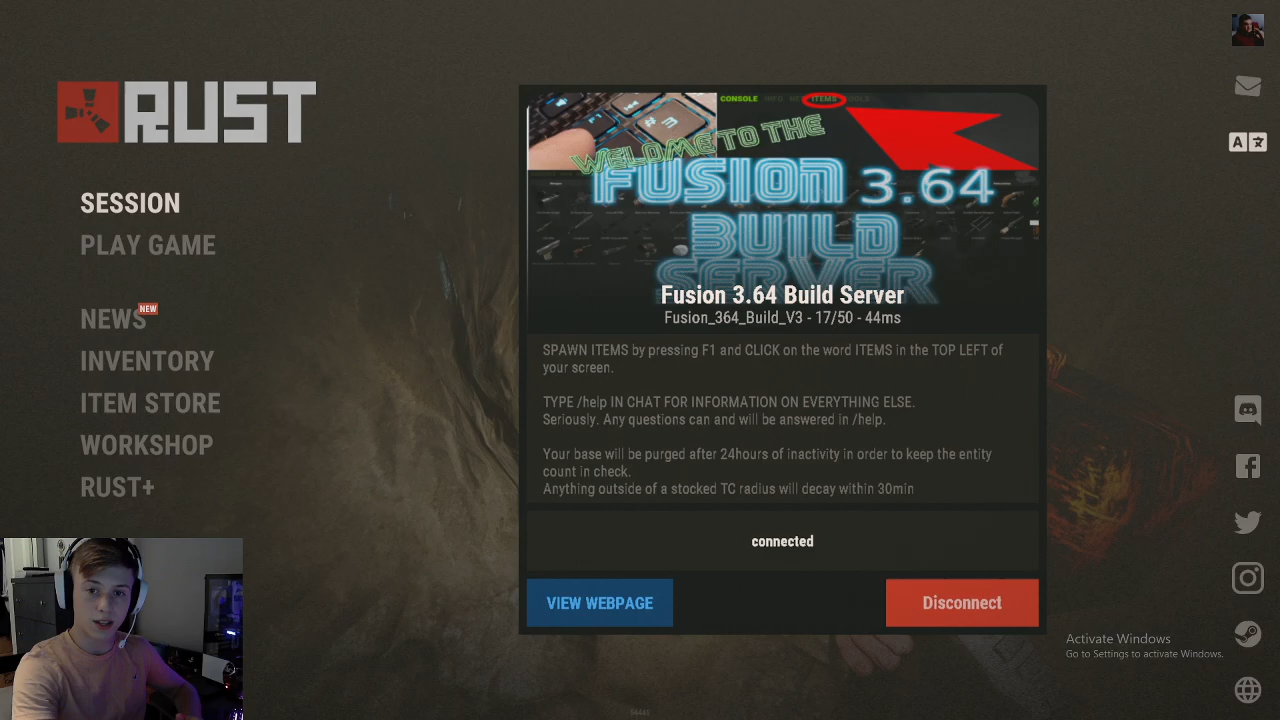 RUST
SESSION
PLAY GAME
NEWS
NEW
INVENTORY
ITEM STORE
WORKSHOP
RUST+
CONSOLE INFO ITEMS
F1
# 3
WELOME TO THE
FUSION 3.64
BUILD
SERVER
Fusion 3.64 Build Server
Fusion_364_Build_V3 - 17/50 - 44ms
SPAWN ITEMS by pressing F1 and CLICK on the word ITEMS in the TOP LEFT of
your screen.
TYPE /help IN CHAT FOR INFORMATION ON EVERYTHING ELSE.
Seriously. Any questions can and will be answered in /help.
Your base will be purged after 24hours of inactivity in order to keep the entity
count in check.
Anything outside of a stocked TC radius will decay within 30min
connected
VIEW WEBPAGE
Disconnect
A
Activate Windows
Go to Settings to activate Windows.